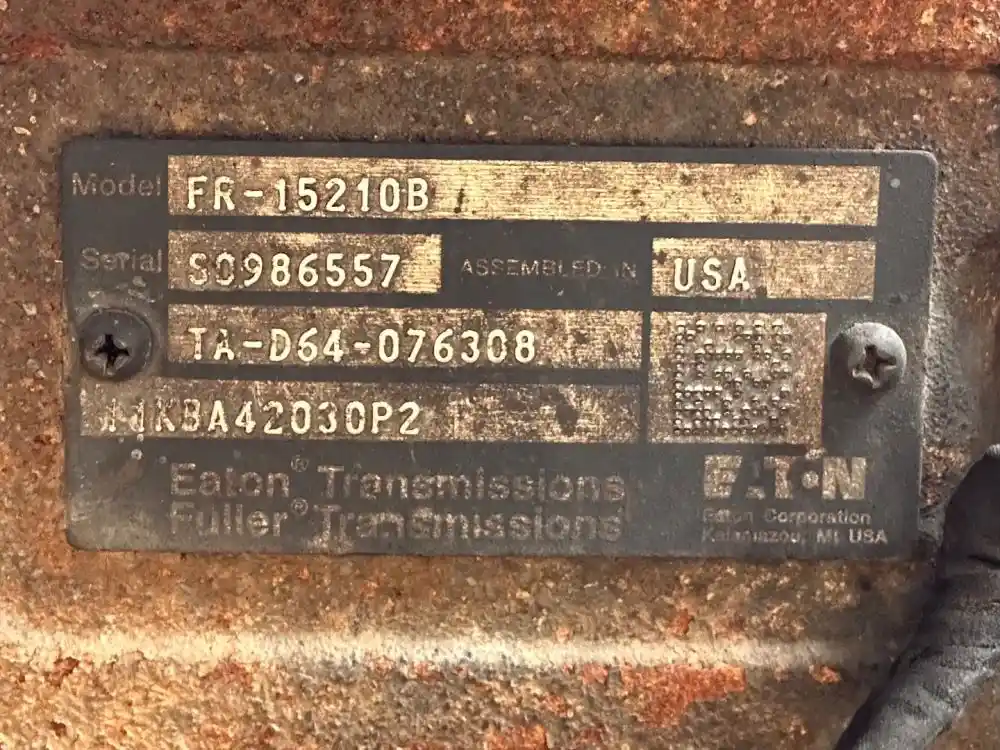 Model FR-15210B
Serial S0986557 ASSEMBLED IN USA
TA-D64-076308
KBA42030P2
Eaton® Transmissions
Fuller® Transmissions
EATON
Eaton Corporation
Kalamazoo, MI USA